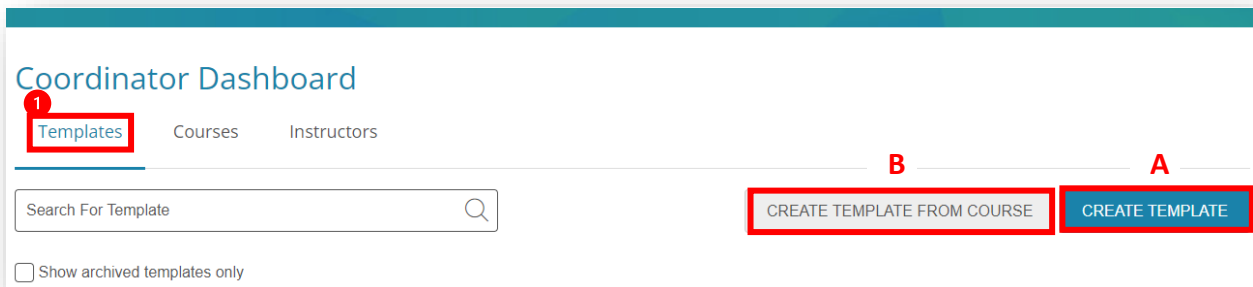 Coordinator Dashboard
1
Templates Courses Instructors
B A
Search For Template CREATE TEMPLATE FROM COURSE CREATE TEMPLATE
Show archived templates only